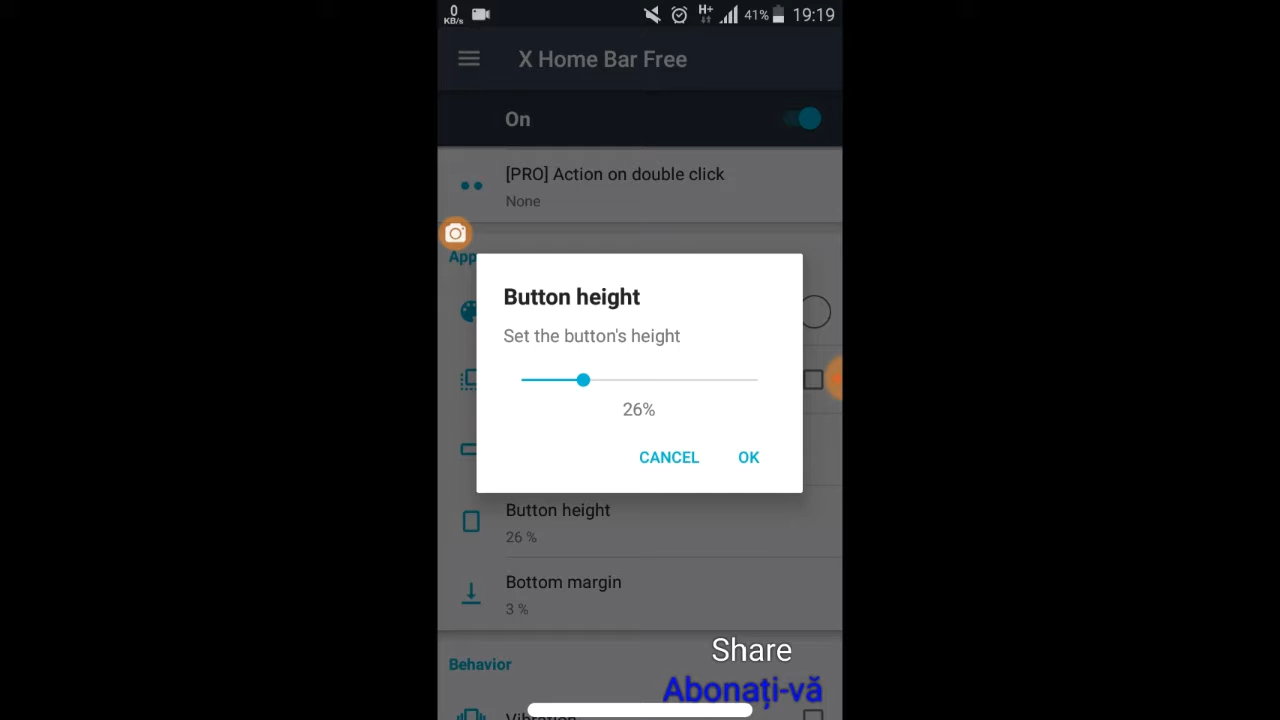 0
KB/s
H+
41%
19:19
X Home Bar Free
On
[PRO] Action on double click
None
App
Button height
Set the button's height
26%
CANCEL
OK
Button height
26 %
Bottom margin
3 %
Share
Behavior
Abonați-vă
Vibration